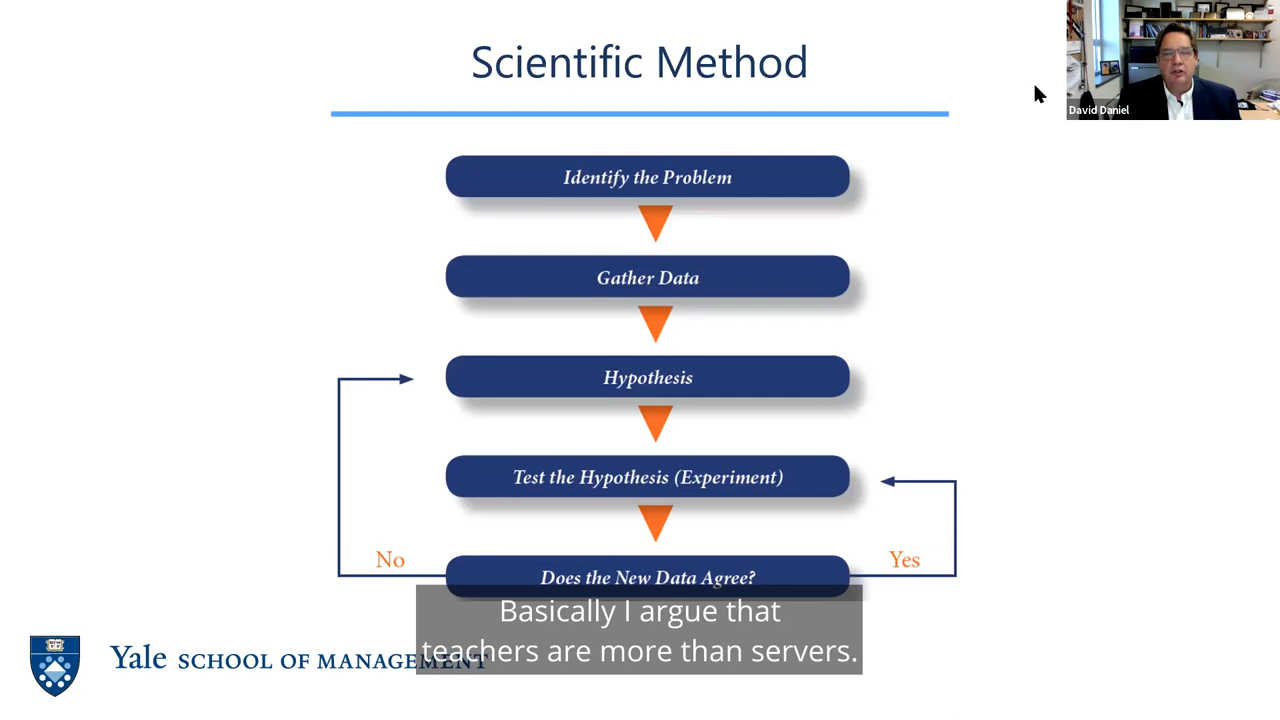 Scientific Method
David Daniel
Identify the Problem
Gather Data
Hypothesis
Test the Hypothesis (Experiment)
No
Yes
Does the New Data Agree?
Basically I argue that
teachers are more than servers.
Yale SCHOOL OF MANAGEMENT